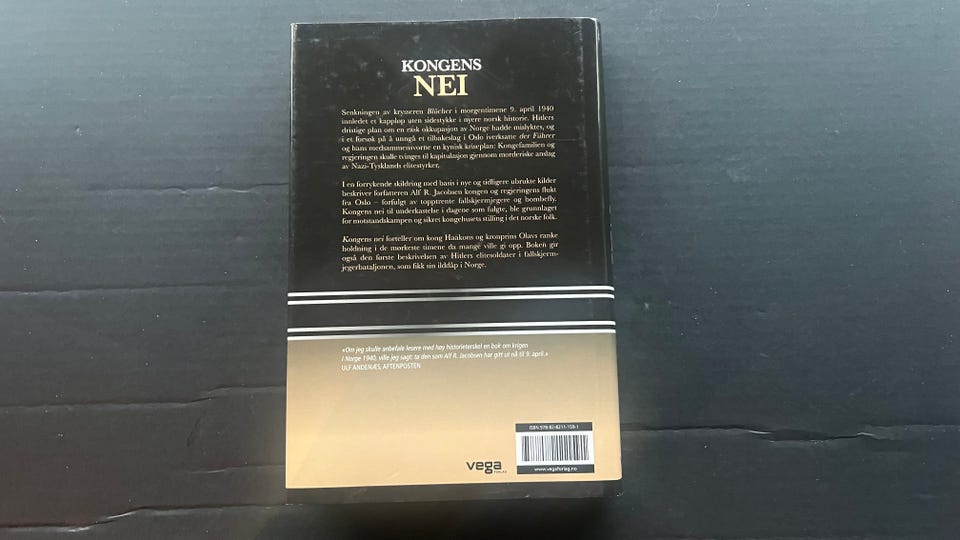 KONGENS
NEI
Senkningen av krysseren Blücher i morgentimene 9. april 1940
innledet et kappløp uten sidestykke i nyere norsk historie. Hitlers
dristige plan om en rask okkupasjon av Norge hadde mislyktes, og
i et forsøk på å unngå et tilbakeslag i Oslo iverksatte der Führer
og hans medsammensvorne en kynisk kriseplan: Kongefamilien og
regjeringen skulle tvinges til kapitulasjon gjennom morderiske anslag
av Nazi-Tysklands elitestyrker.
I en forrykende skildring med basis i nye og tidligere ubrukte kilder
beskriver forfatteren Alf R. Jacobsen kongen og regjeringens flukt
fra Oslo – forfulgt av topptrente fallskjermjegere og bombefly.
Kongens nei til underkastelse i dagene som fulgte, ble grunnlaget
for motstandskampen og sikret kongehusets stilling i det norske folk.
Kongens nei forteller om kong Haakons og kronprins Olavs ranke
holdning i de mørkeste timene da mange ville gi opp. Boken gir
også den første beskrivelsen av Hitlers elitesoldater i fallskjerm-
jegerbataljonen, som fikk sin ilddåp i Norge.
«Om jeg skulle anbefale lesere med høy historieterskel en bok om krigen
i Norge 1940, ville jeg sagt: ta den som Alf R. Jacobsen har gitt ut nå til 9. april.»
ULF ANDENÆS, AFTENPOSTEN
ISBN 978-82-8211-159-1
vega
FORLAG
www.vegaforlag.no